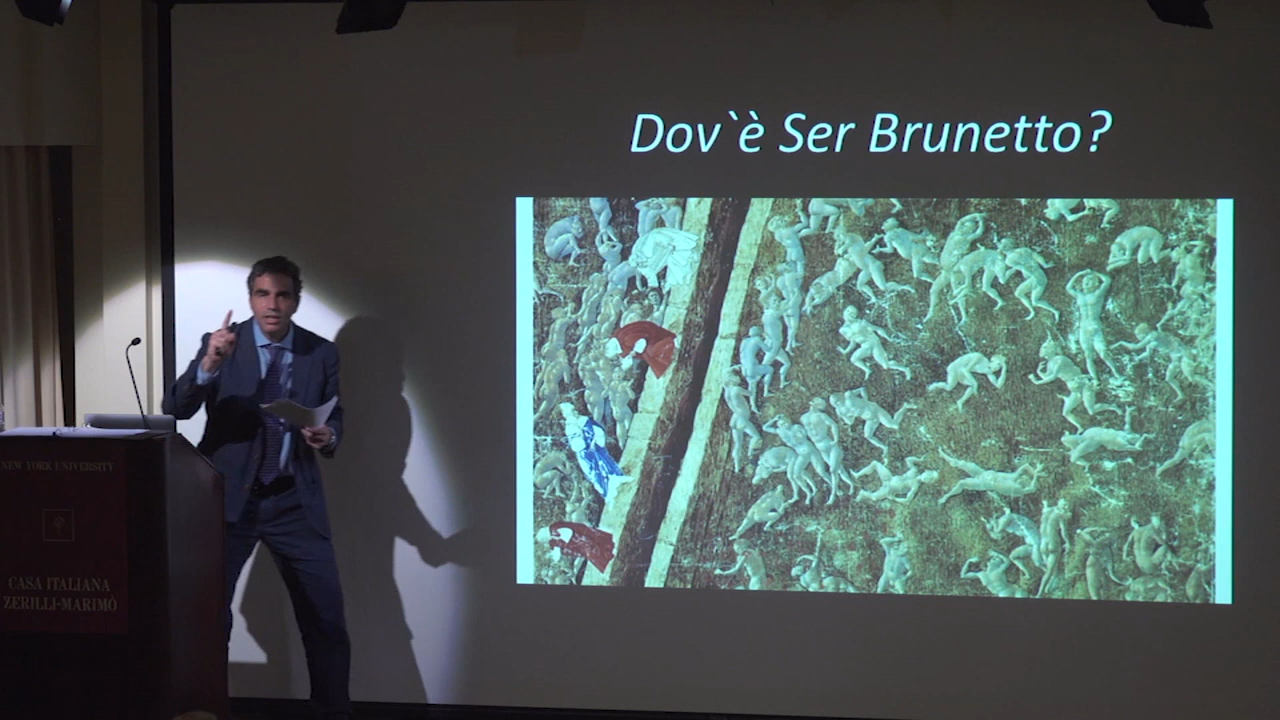 Dov`è Ser Brunetto?
NEW YORK UNIVERSITY
CASA ITALIANA
ZERILLI-MARIMÒ